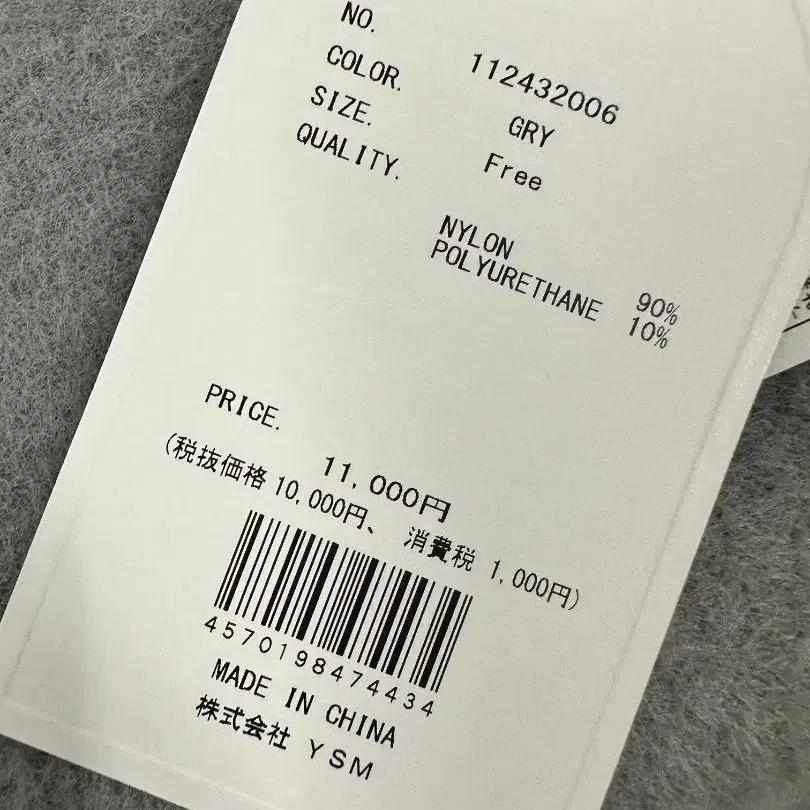 NO. 112432006
COLOR. GRY
SIZE. Free
QUALITY.
NYLON 90%
POLYURETHANE 10%
PRICE. 11,000円
(税抜価格 10,000円、 消費税 1,000円)
4570198474434
MADE IN CHINA
株式会社 YSM